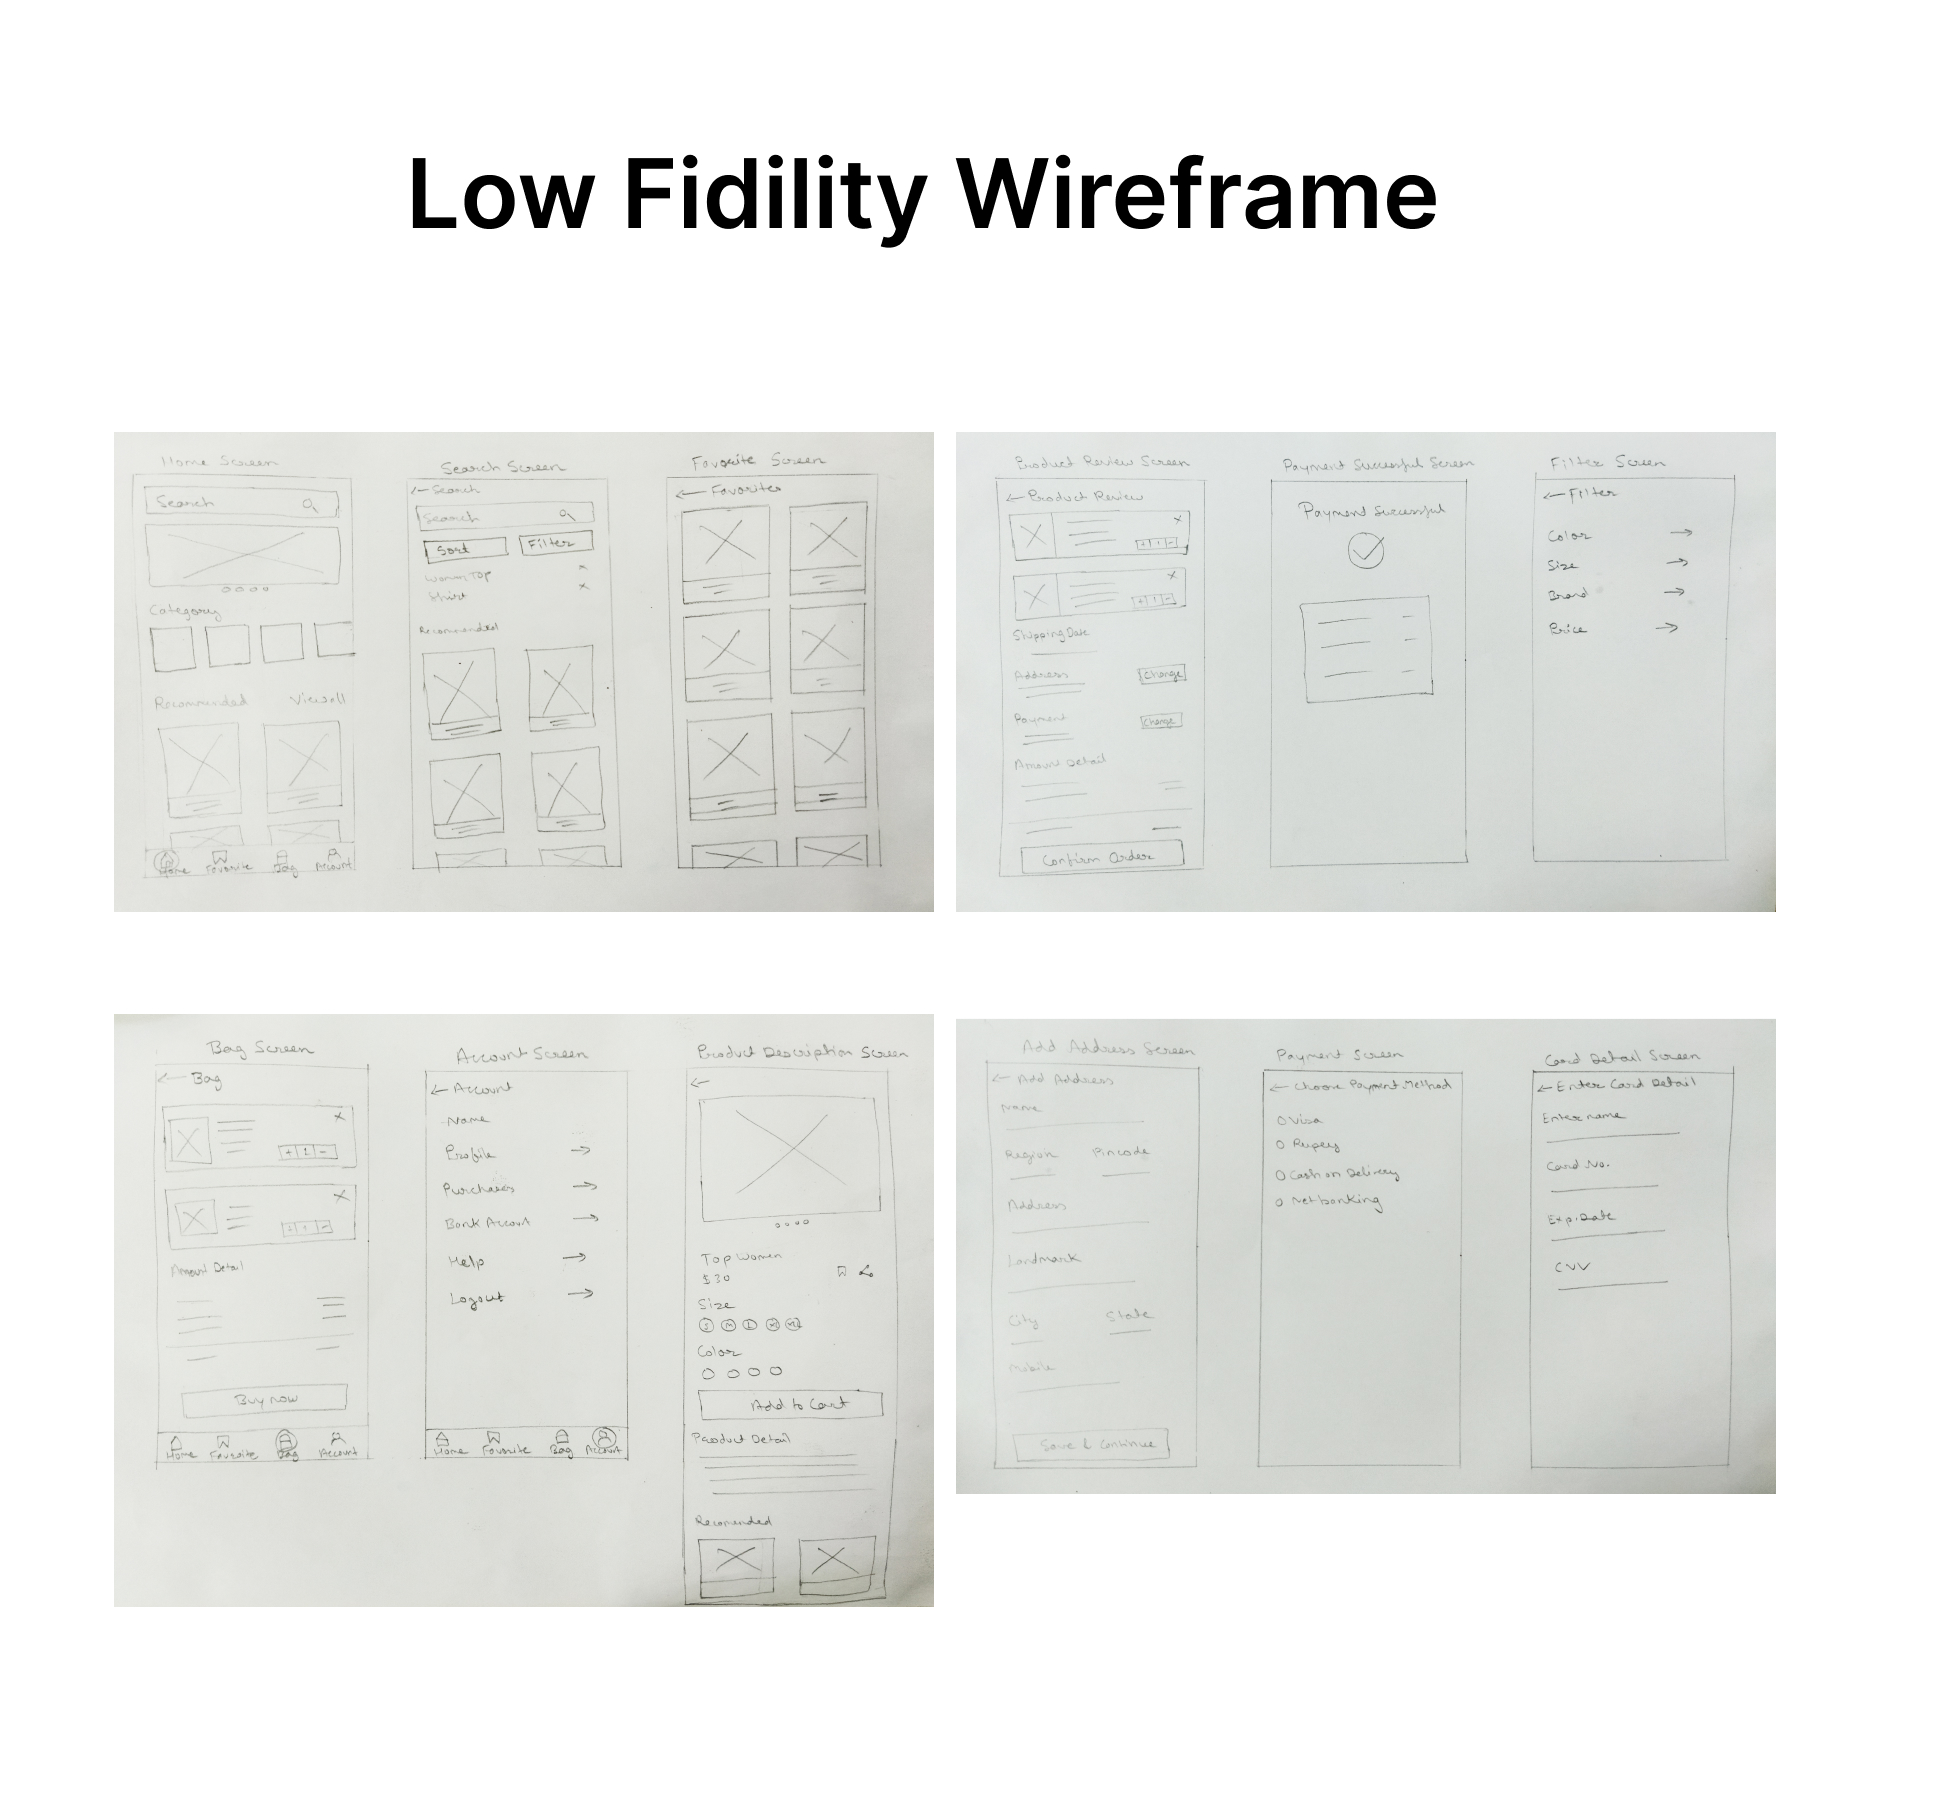 Low Fidility Wireframe
Home Screen
Search
Category
Recommended Viewall
Home Favorite Bag Account
Search Screen
Search
Search
Sort Filter
Women Top
Shirt
Recommended
Favorite Screen
Favorites
Product Review Screen
Product Review
+ 1 -
+ 1 -
Shipping Date
Address Change
Payment Change
Amount Detail
Confirm Order
Payment Successful Screen
Payment Successful
Filter Screen
Filter
Color
Size
Brand
Price
Bag Screen
Bag
+ 1 -
+ 1 -
Amount Detail
Buy now
Home Favorite Bag Account
Account Screen
Account
Name
Profile
Purchases
Bank Account
Help
Logout
Home Favorite Bag Account
Product Description Screen
Top Women
$30
Size
S M L XL
Color
Add to Cart
Product Detail
Recomended
Add Address Screen
Add Address
Name
Region Pincode
Address
Landmark
City State
Mobile
Save & Continue
Payment Screen
Choose Payment Method
Visa
Rupey
Cash on Delivery
Netbanking
Card Detail Screen
Enter Card Detail
Enter name
Card No.
Exp.Date
CVV